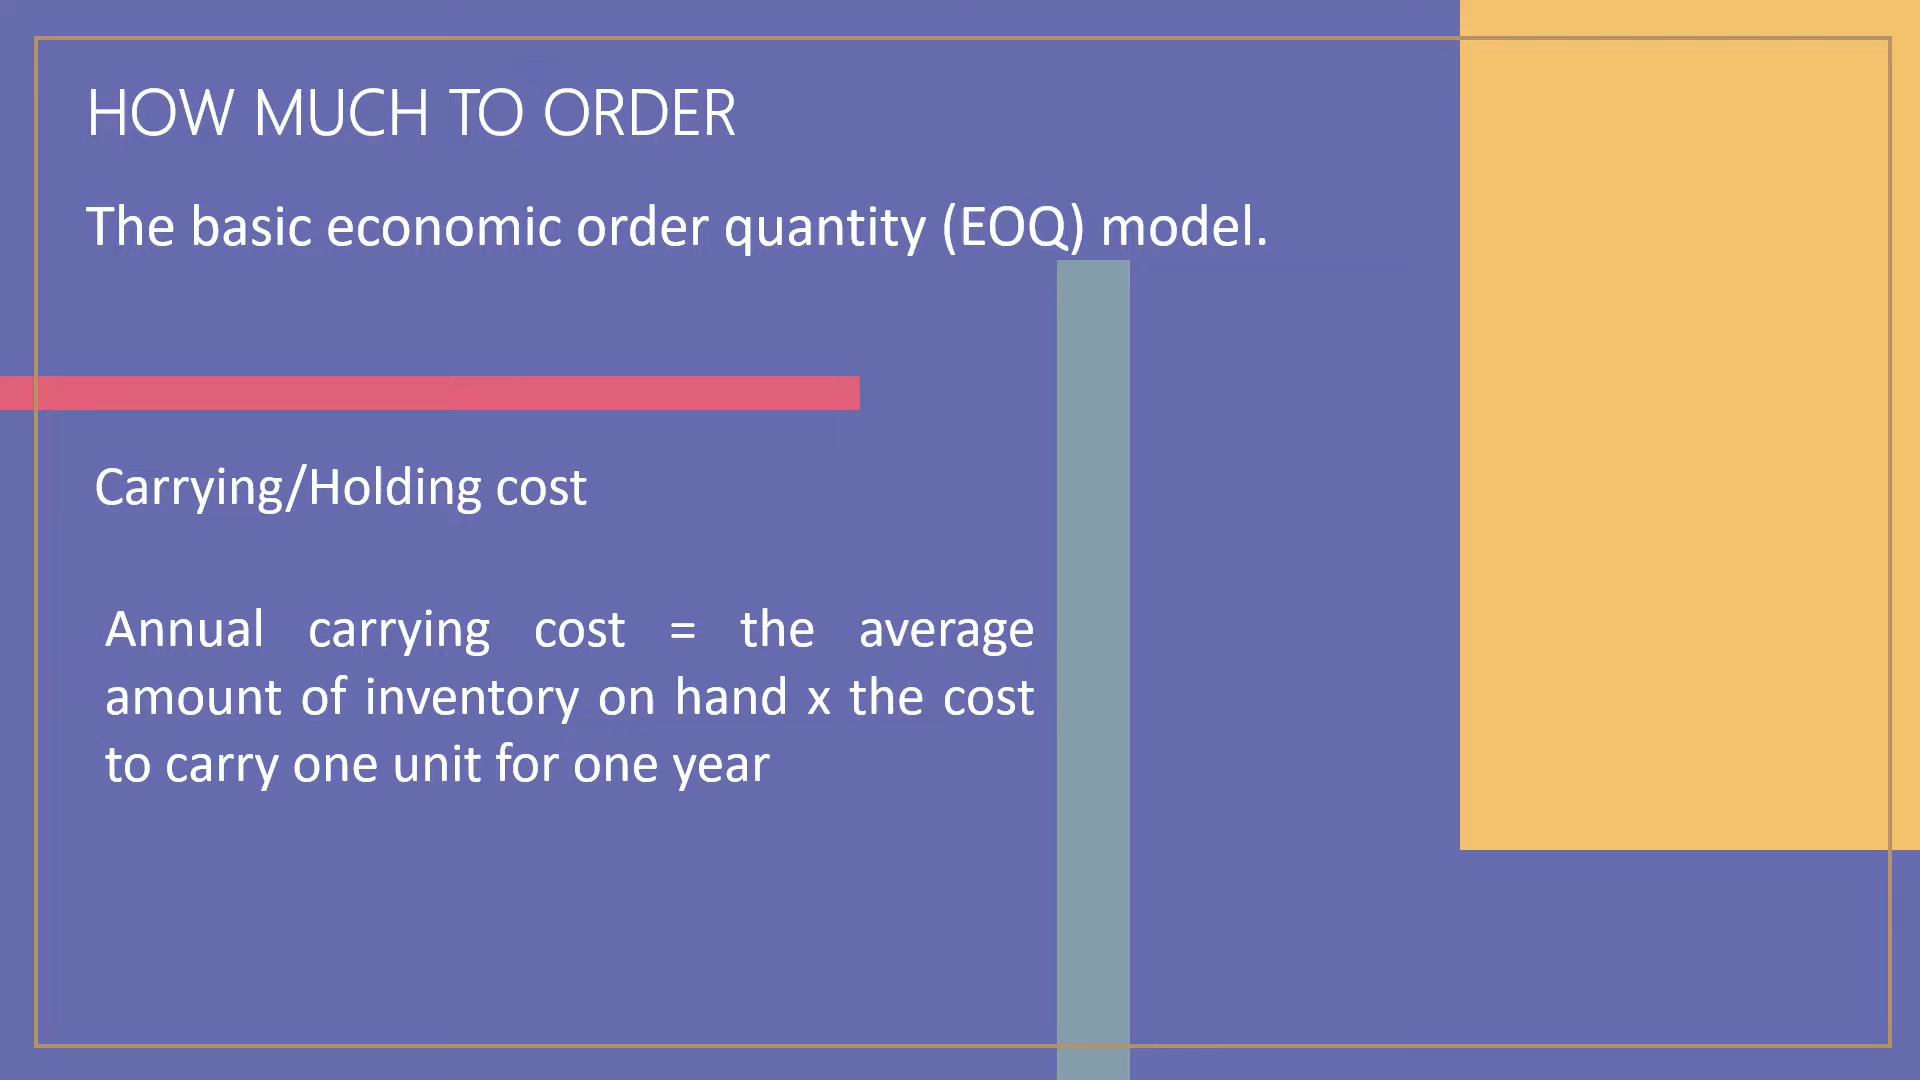 HOW MUCH TO ORDER
The basic economic order quantity (EOQ) model.
Carrying/Holding cost
Annual carrying cost = the average
amount of inventory on hand x the cost
to carry one unit for one year